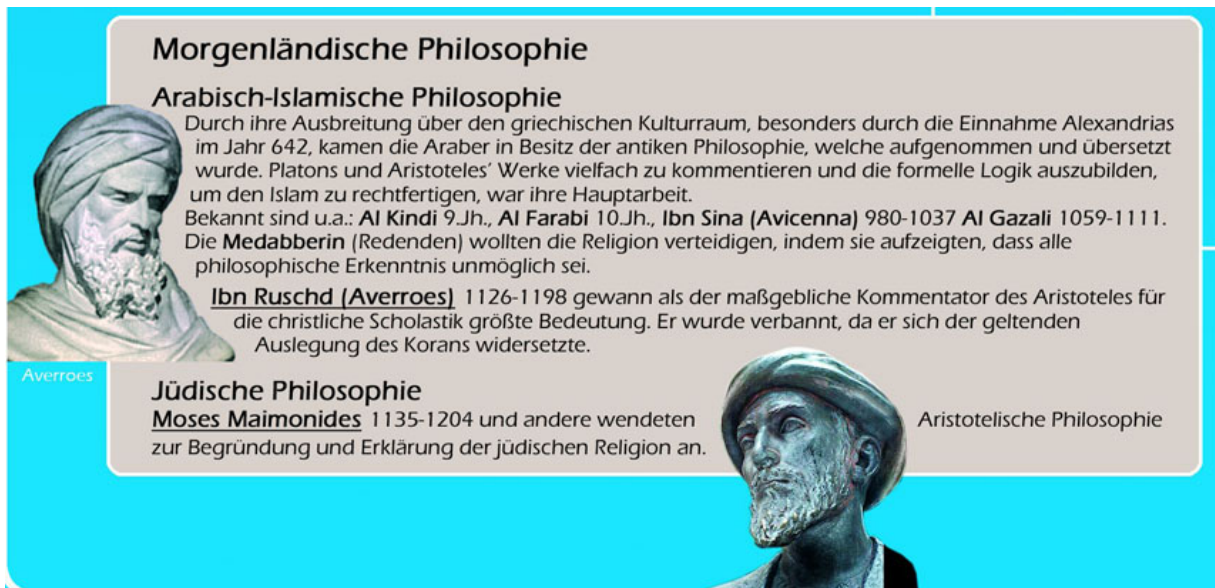 Morgenländische Philosophie
Arabisch-Islamische Philosophie
Durch ihre Ausbreitung über den griechischen Kulturraum, besonders durch die Einnahme Alexandrias
im Jahr 642, kamen die Araber in Besitz der antiken Philosophie, welche aufgenommen und übersetzt
wurde. Platons und Aristoteles' Werke vielfach zu kommentieren und die formelle Logik auszubilden,
um den Islam zu rechtfertigen, war ihre Hauptarbeit.
Bekannt sind u.a.: Al Kindi 9.Jh., Al Farabi 10.Jh., Ibn Sina (Avicenna) 980-1037 Al Gazali 1059-1111.
Die Medabberin (Redenden) wollten die Religion verteidigen, indem sie aufzeigten, dass alle
philosophische Erkenntnis unmöglich sei.
Ibn Ruschd (Averroes) 1126-1198 gewann als der maßgebliche Kommentator des Aristoteles für
die christliche Scholastik größte Bedeutung. Er wurde verbannt, da er sich der geltenden
Auslegung des Korans widersetzte.
Averroes
Jüdische Philosophie
Moses Maimonides 1135-1204 und andere wendeten Aristotelische Philosophie
zur Begründung und Erklärung der jüdischen Religion an.